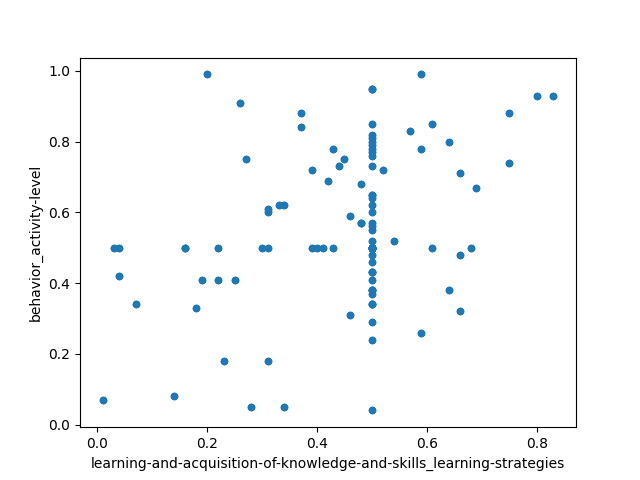 1.0
0.8
0.6
0.4
0.2
0.0
behavior_activity-level
0.0 0.2 0.4 0.6 0.8
learning-and-acquisition-of-knowledge-and-skills_learning-strategies